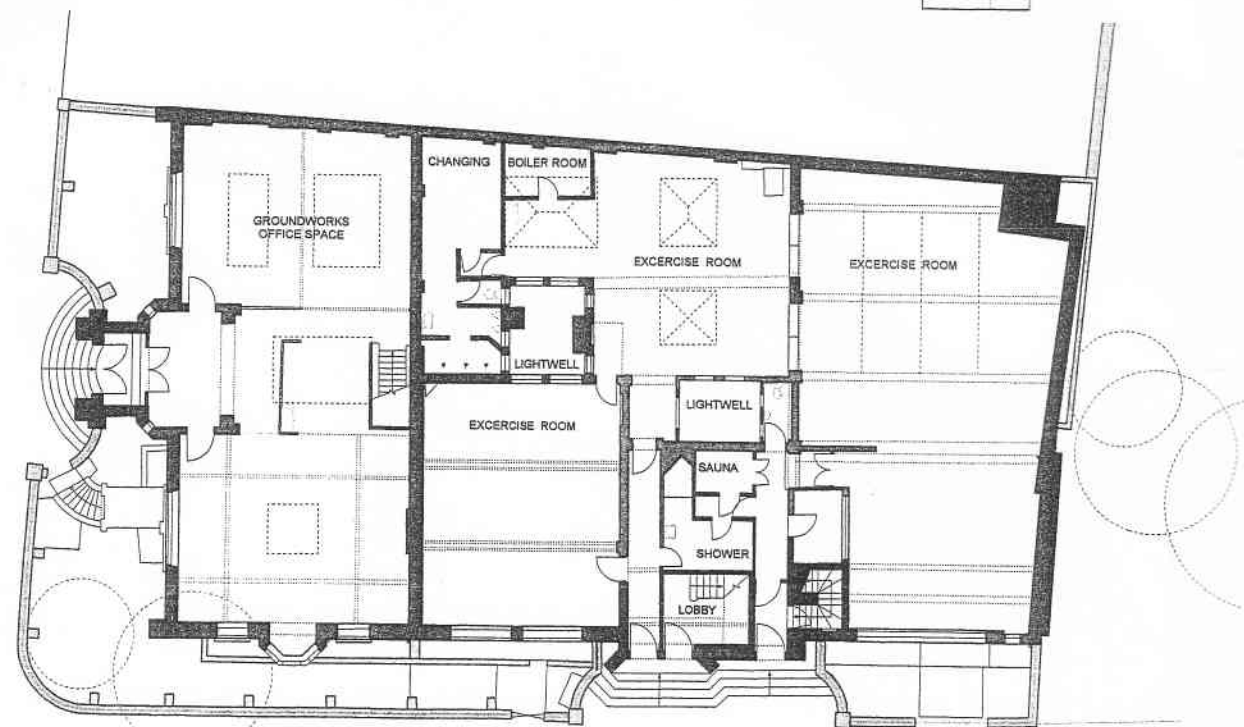 CHANGING
BOILER ROOM
GROUNDWORKS
OFFICE SPACE
EXCERCISE ROOM
EXCERCISE ROOM
LIGHTWELL
LIGHTWELL
EXCERCISE ROOM
SAUNA
SHOWER
LOBBY